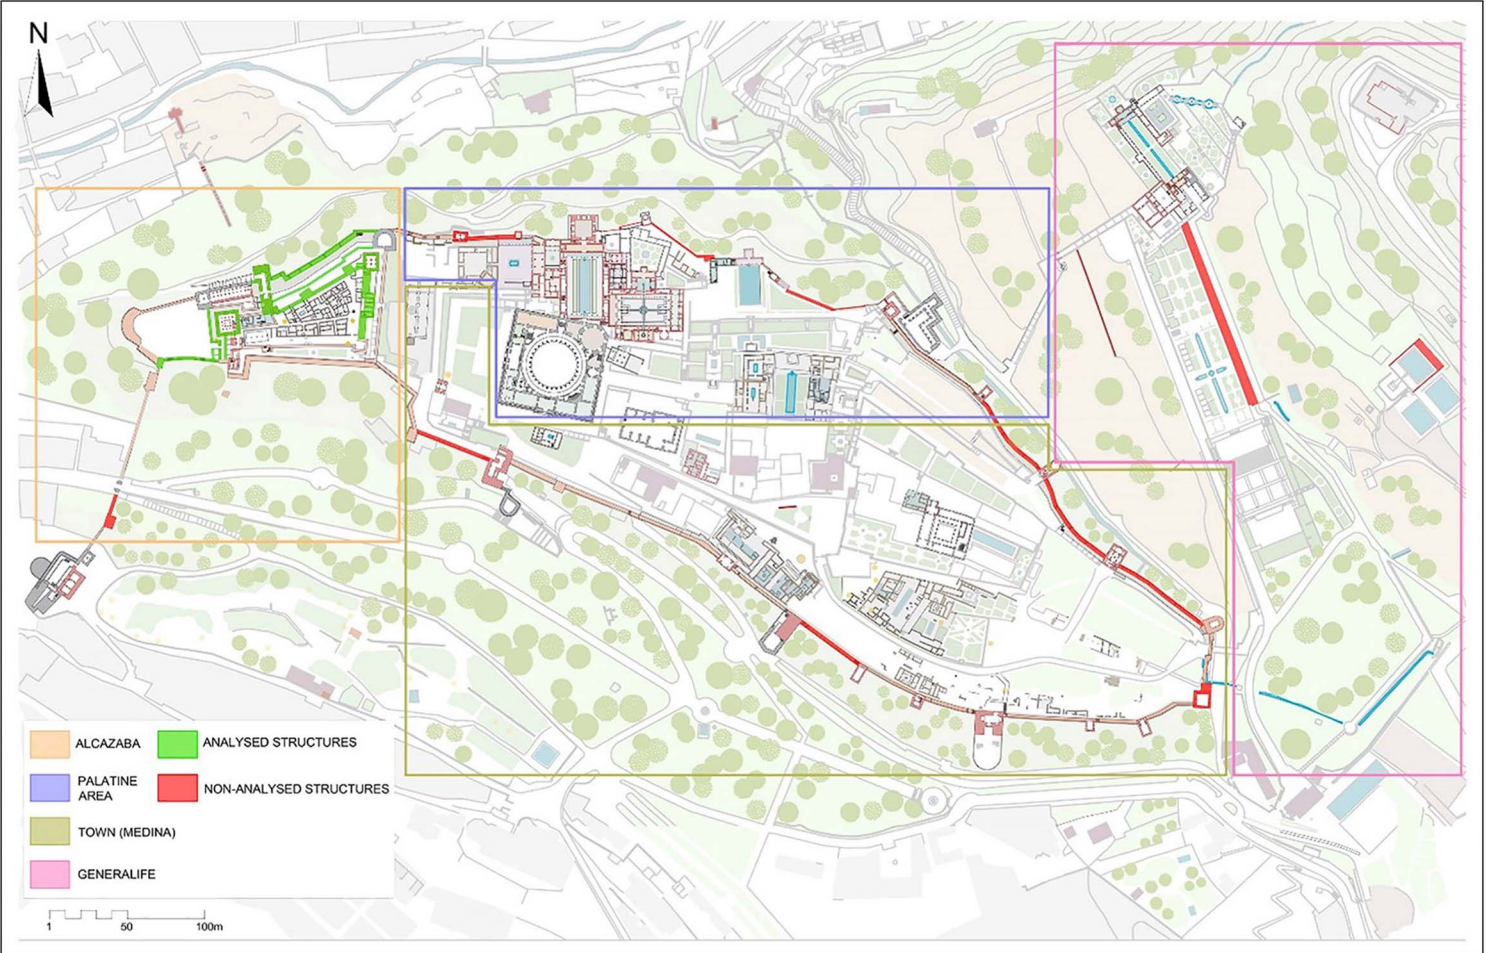 N
ALCAZABA
ANALYSED STRUCTURES
PALATINE
AREA
NON-ANALYSED STRUCTURES
TOWN (MEDINA)
GENERALIFE
1 50 100m